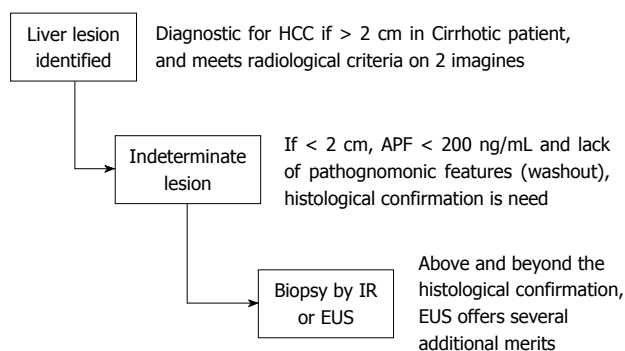 Liver lesion
identified
Diagnostic for HCC if > 2 cm in Cirrhotic patient,
and meets radiological criteria on 2 imagines
Indeterminate
lesion
If < 2 cm, APF < 200 ng/mL and lack
of pathognomonic features (washout),
histological confirmation is need
Biopsy by IR
or EUS
Above and beyond the
histological confirmation,
EUS offers several
additional merits